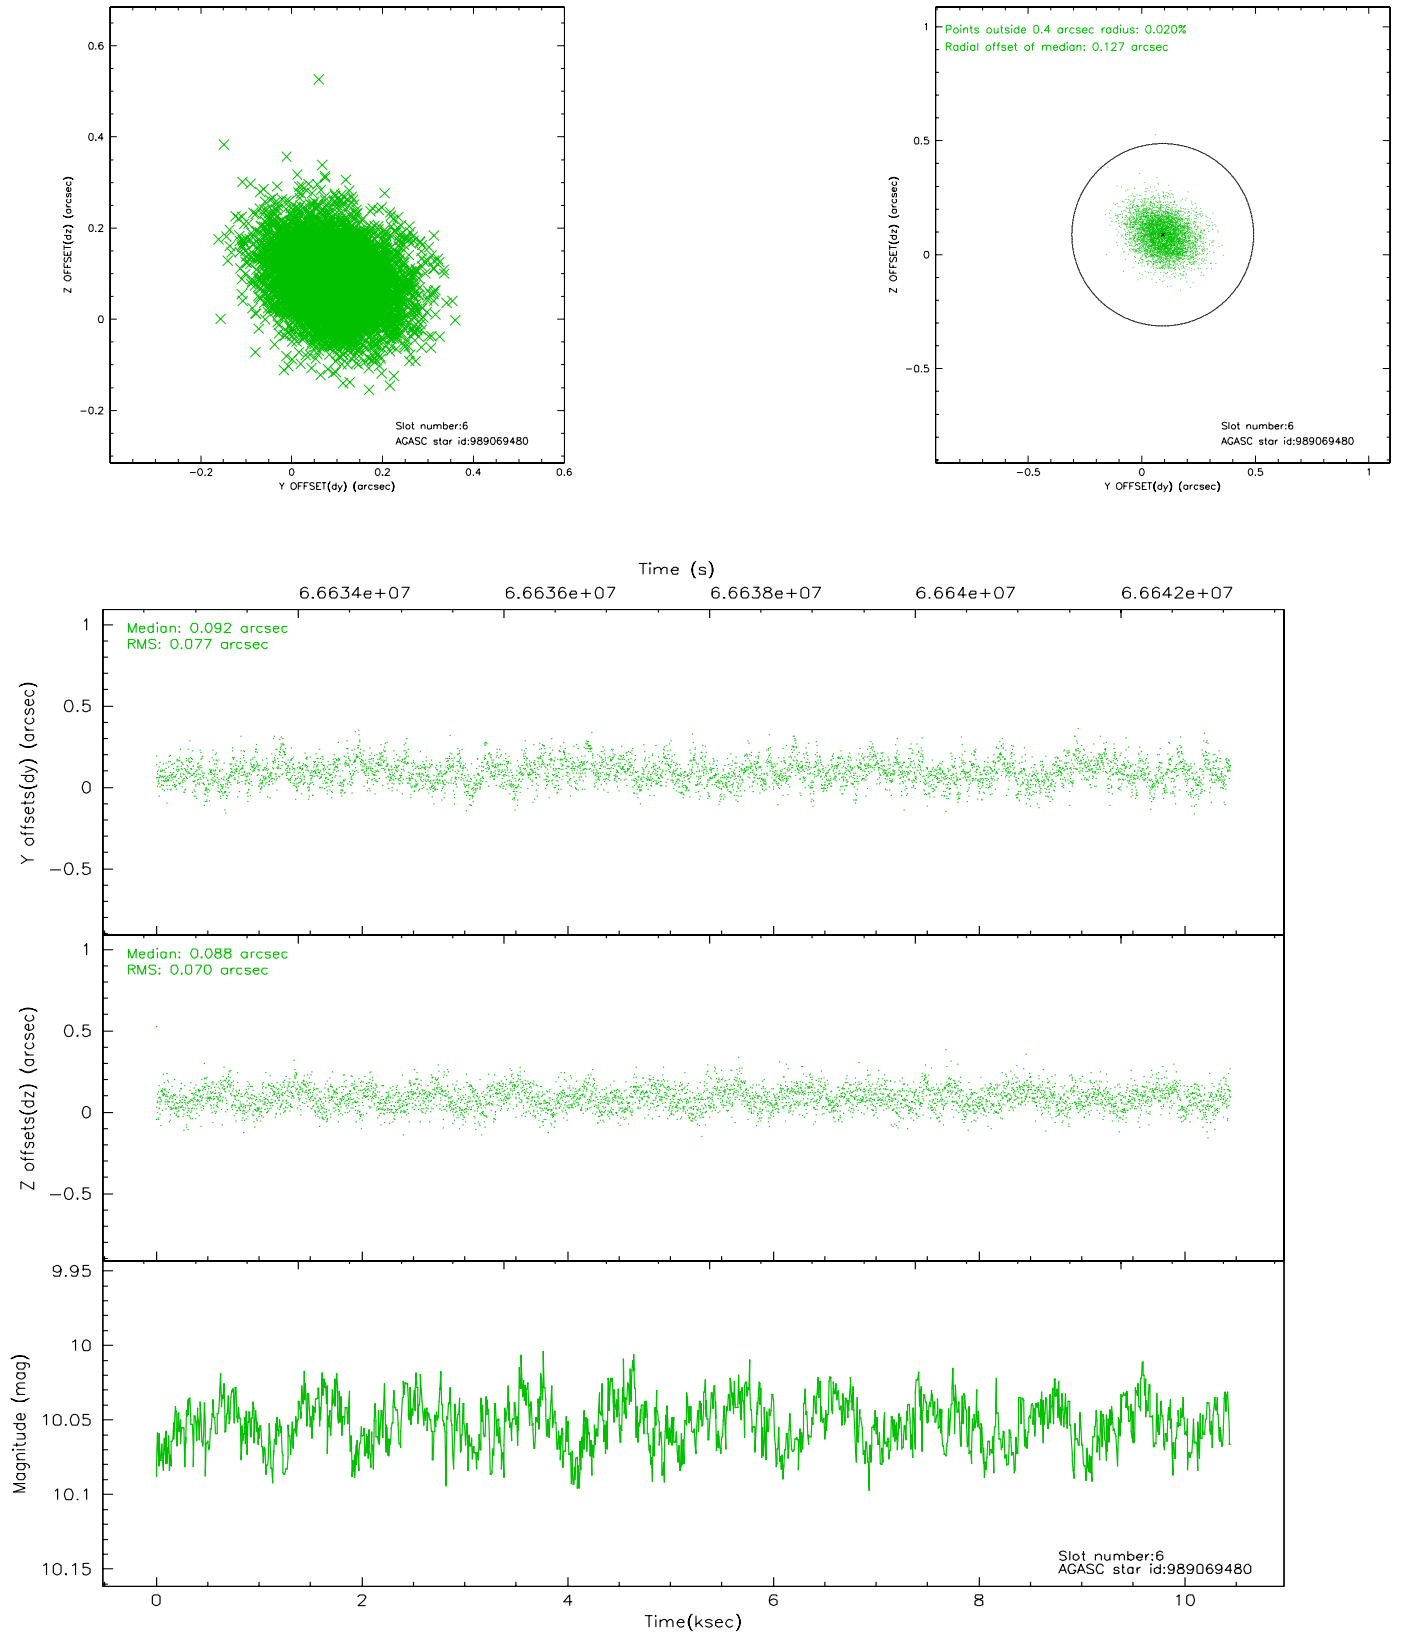 0.6
0.4
0.2
0
−0.2
Z OFFSET(dz) (arcsec)
Slot number:6
AGASC star id:989069480
−0.2 0 0.2 0.4 0.6
Y OFFSET(dy) (arcsec)
Points outside 0.4 arcsec radius: 0.020%
Radial offset of median: 0.127 arcsec
1
0.5
0
−0.5
Z OFFSET(dz) (arcsec)
Slot number:6
AGASC star id:989069480
−0.5 0 0.5 1
Y OFFSET(dy) (arcsec)
Time (s)
6.6634e+07 6.6636e+07 6.6638e+07 6.664e+07 6.6642e+07
Median: 0.092 arcsec
RMS: 0.077 arcsec
1
0.5
0
−0.5
Y offsets(dy) (arcsec)
Median: 0.088 arcsec
RMS: 0.070 arcsec
1
0.5
0
−0.5
Z offsets(dz) (arcsec)
9.95
10
10.05
10.1
10.15
Magnitude (mag)
Slot number:6
AGASC star id:989069480
0 2 4 6 8 10
Time(ksec)